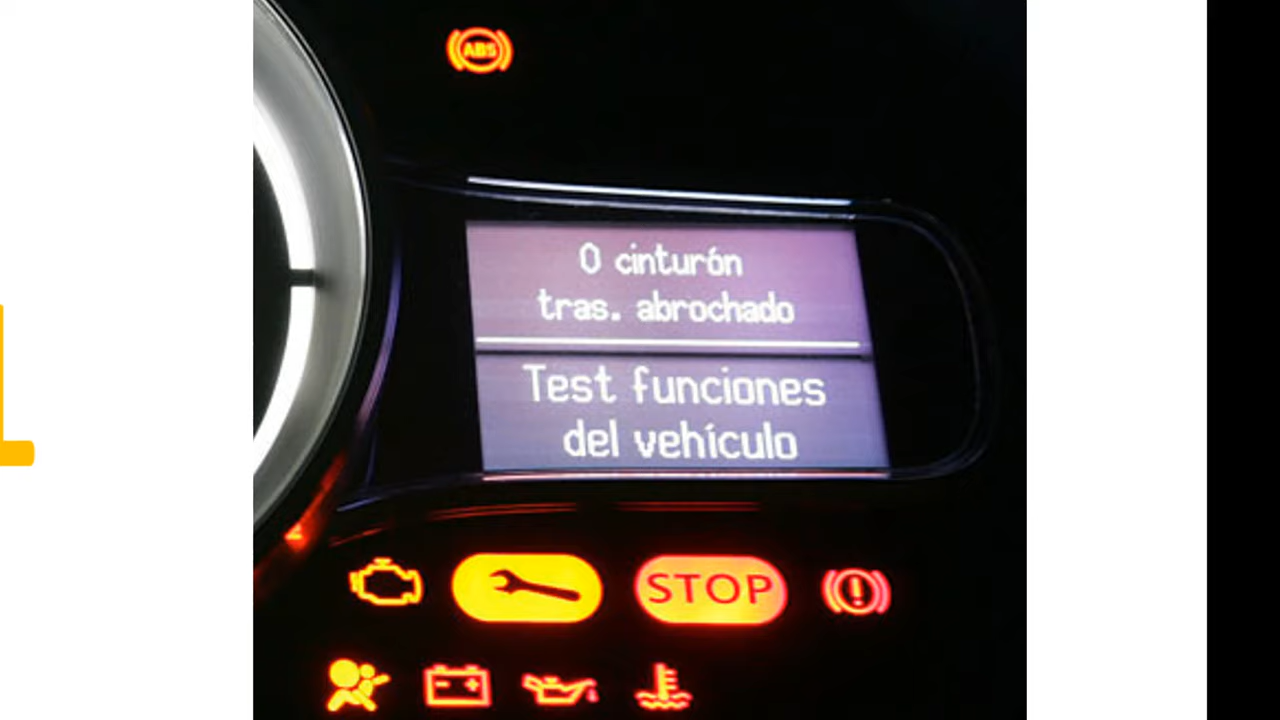 ABS
0 cinturón
tras. abrochado
Test funciones
del vehículo
STOP